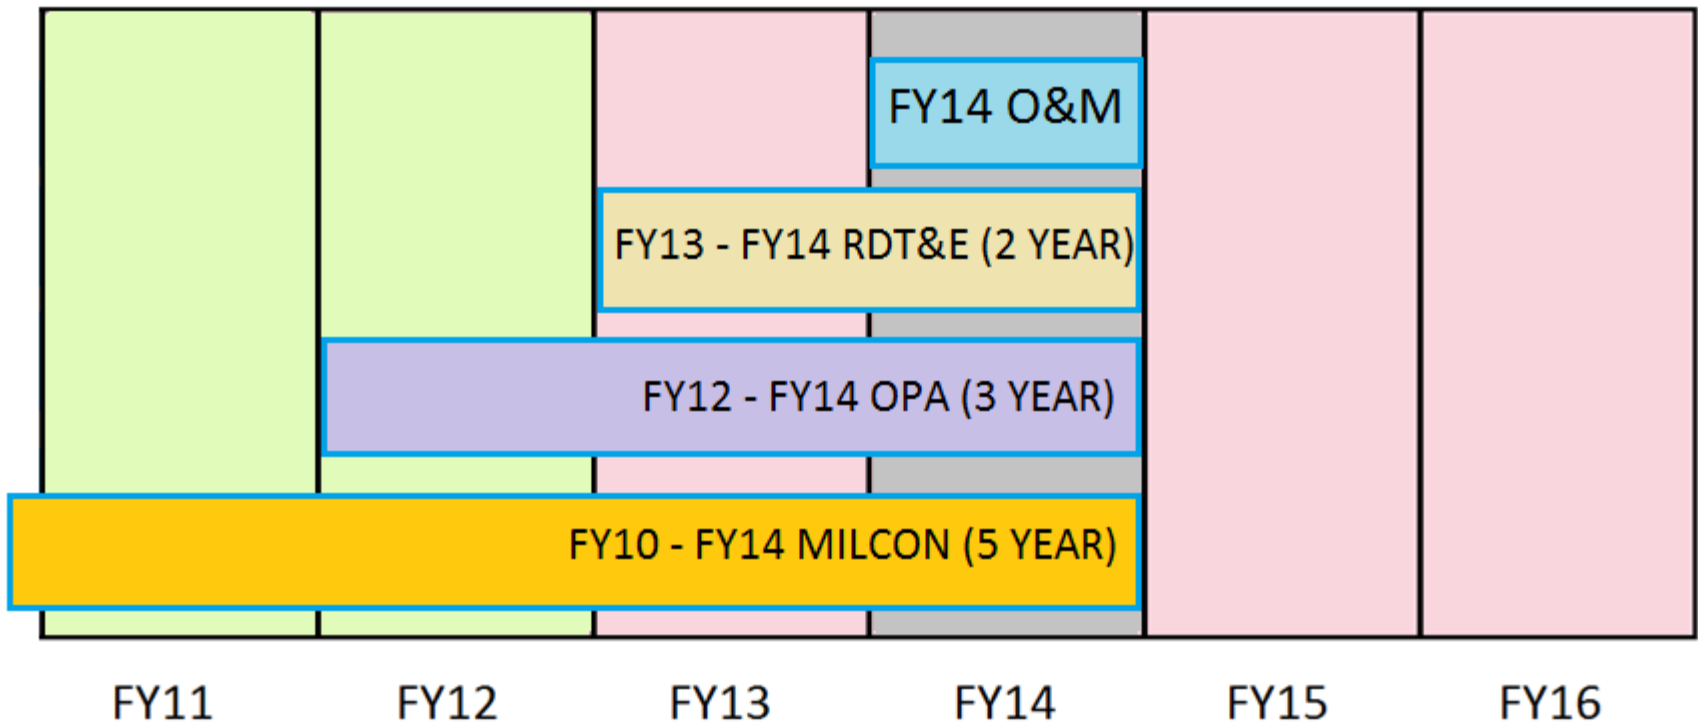 FY14 O&M
FY13 - FY14 RDT&E (2 YEAR)
FY12 - FY14 OPA (3 YEAR)
FY10 - FY14 MILCON (5 YEAR)
FY11 FY12 FY13 FY14 FY15 FY16